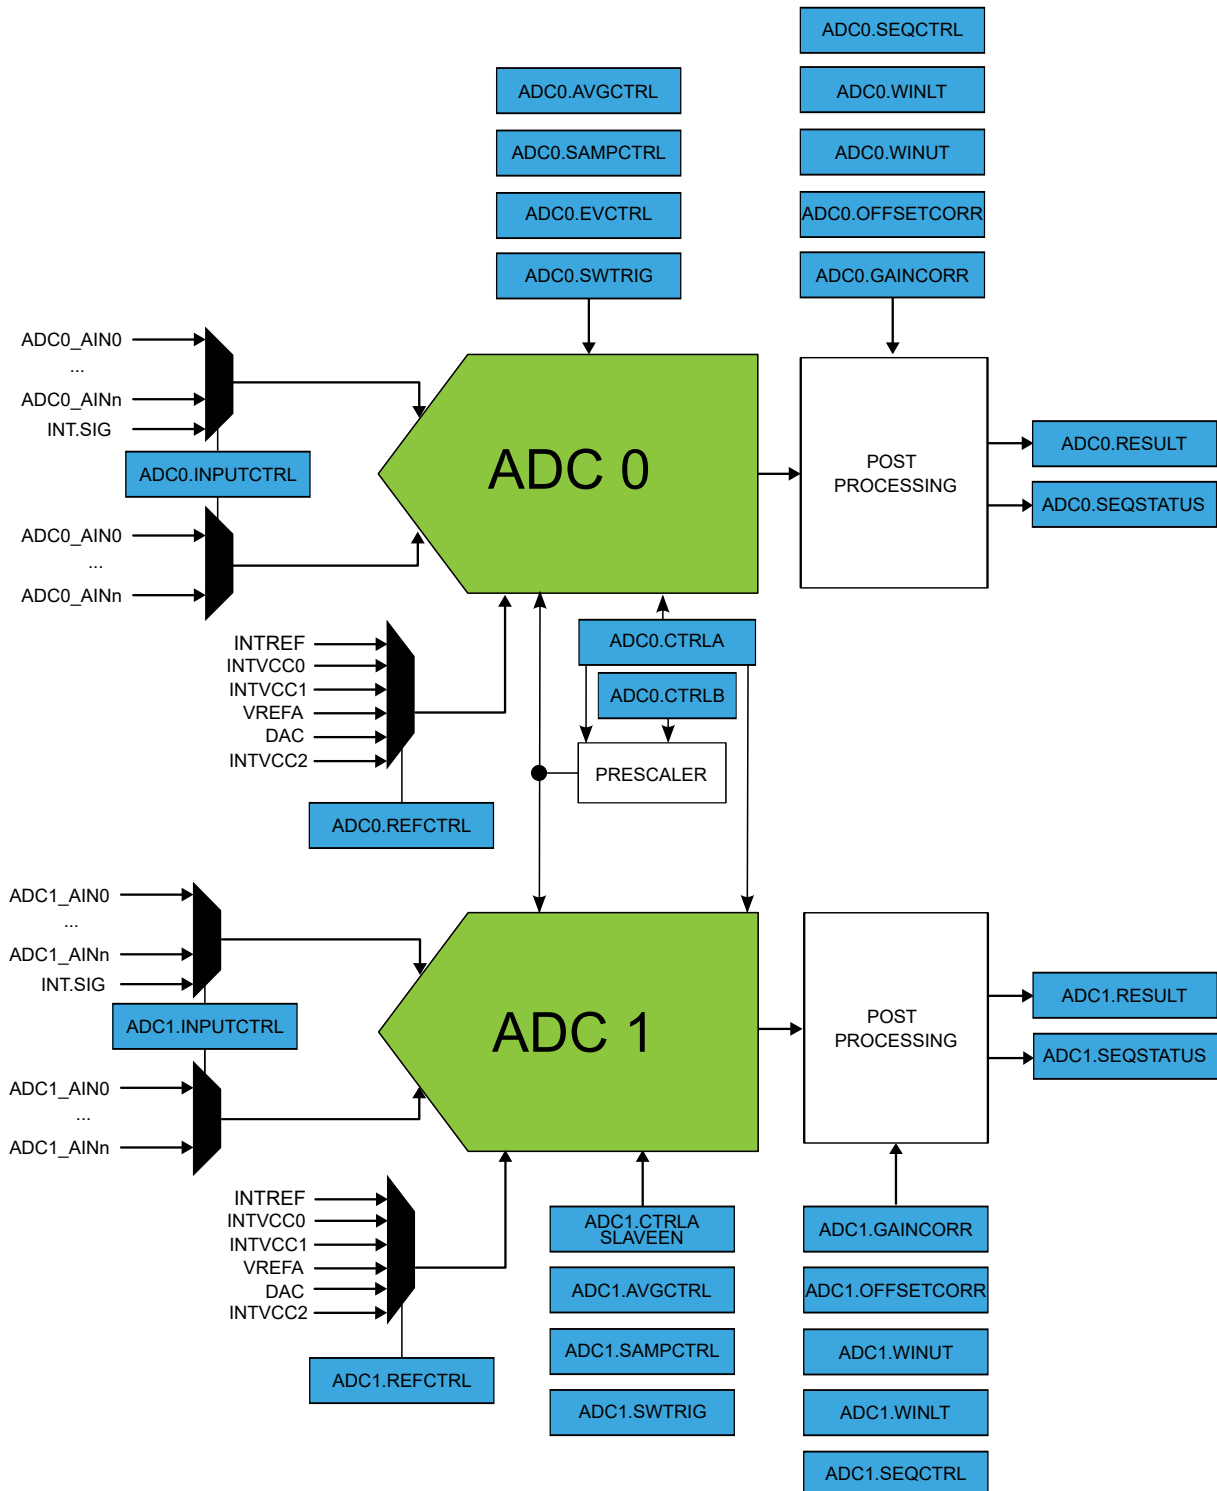 ADC0.SEQCTRL
ADC0.AVGCTRL
ADC0.WINLT
ADC0.SAMPCTRL
ADC0.WINUT
ADC0.EVCTRL
ADC0.OFFSETCORR
ADC0.SWTRIG
ADC0.GAINCORR
ADC0_AIN0
...
ADC0_AINn
INT.SIG
ADC0.INPUTCTRL
ADC0_AIN0
...
ADC0_AINn
ADC 0
POST
PROCESSING
ADC0.RESULT
ADC0.SEQSTATUS
INTREF
INTVCC0
INTVCC1
VREFA
DAC
INTVCC2
ADC0.REFCTRL
ADC0.CTRLA
ADC0.CTRLB
PRESCALER
ADC1_AIN0
...
ADC1_AINn
INT.SIG
ADC1.INPUTCTRL
ADC1_AIN0
...
ADC1_AINn
ADC 1
POST
PROCESSING
ADC1.RESULT
ADC1.SEQSTATUS
INTREF
INTVCC0
INTVCC1
VREFA
DAC
INTVCC2
ADC1.REFCTRL
ADC1.CTRLA
SLAVEEN
ADC1.AVGCTRL
ADC1.SAMPCTRL
ADC1.SWTRIG
ADC1.GAINCORR
ADC1.OFFSETCORR
ADC1.WINUT
ADC1.WINLT
ADC1.SEQCTRL